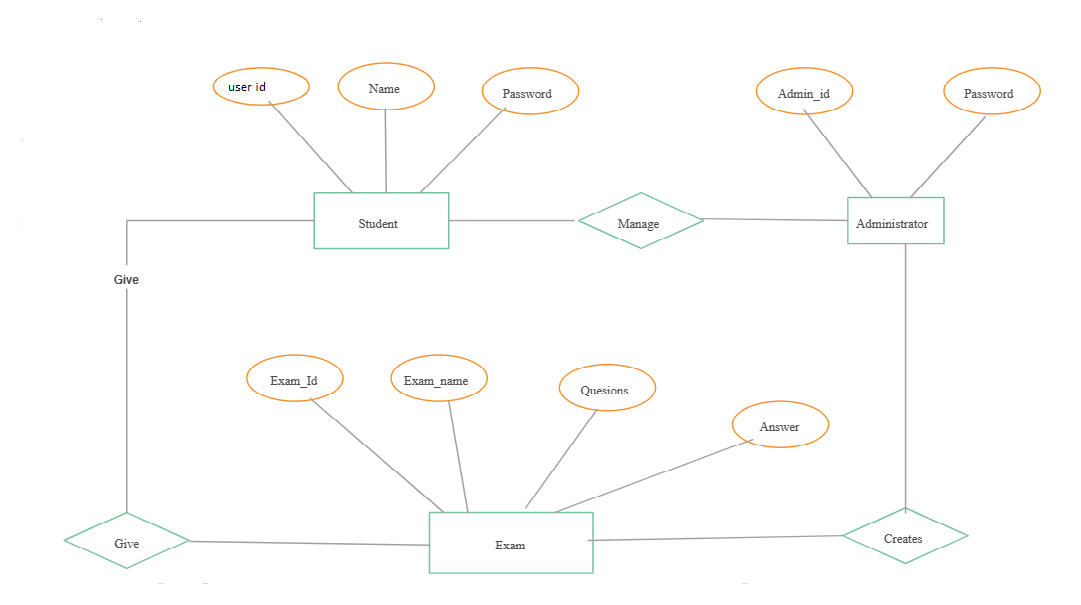 user id
Name
Password
Admin_id
Password
Student
Manage
Administrator
Give
Exam_Id
Exam_name
Quesions
Answer
Give
Exam
Creates